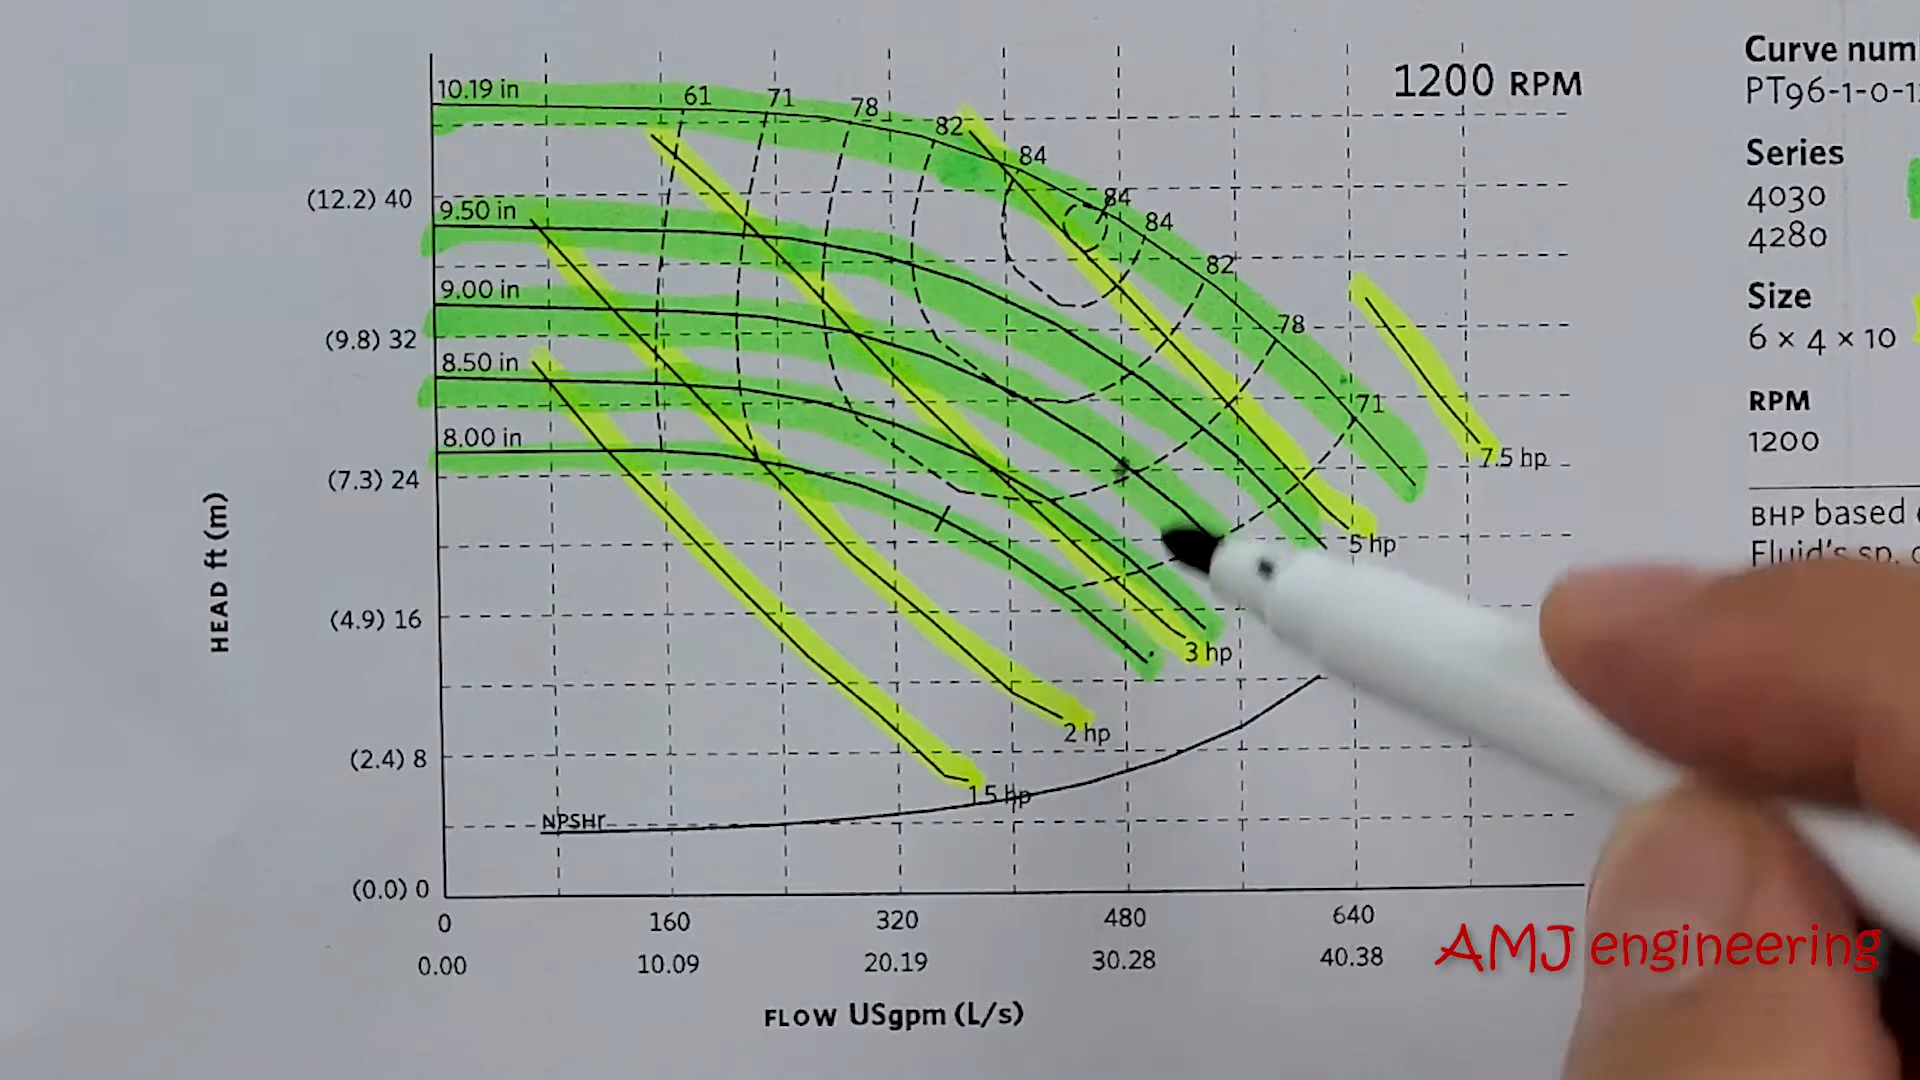 1200 RPM
10.19 in
61
71
78
82
84
84
84
82
78
71
(12.2) 40
9.50 in
9.00 in
(9.8) 32
8.50 in
8.00 in
(7.3) 24
7.5 hp
5 hp
(4.9) 16
3 hp
2 hp
(2.4) 8
1.5 hp
NPSHr
(0.0) 0
HEAD ft (m)
0 160 320 480 640
0.00 10.09 20.19 30.28 40.38
FLOW USgpm (L/s)
Curve num
PT96-1-0-1
Series
4030
4280
Size
6 × 4 × 10
RPM
1200
BHP based
Fluid's sp.
AMJ engineering